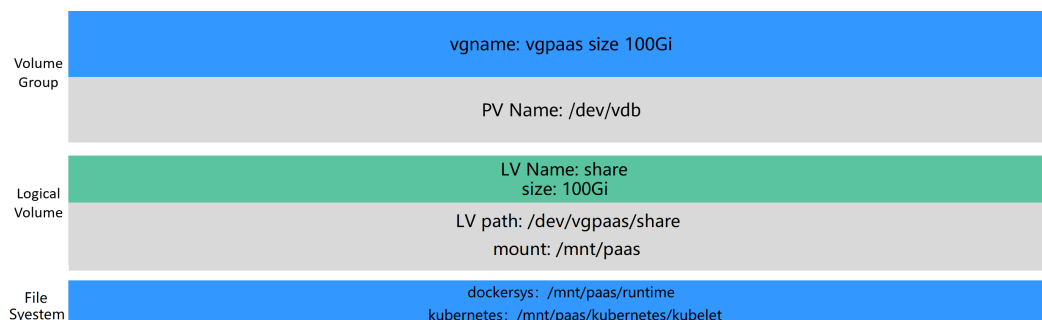 vgname: vgpaas size 100Gi
Volume
Group
PV Name: /dev/vdb
LV Name: share
size: 100Gi
Logical
Volume
LV path: /dev/vgpaas/share
mount: /mnt/paas
File
Syestem
dockersys: /mnt/paas/runtime
kubernetes: /mnt/paas/kubernetes/kubelet